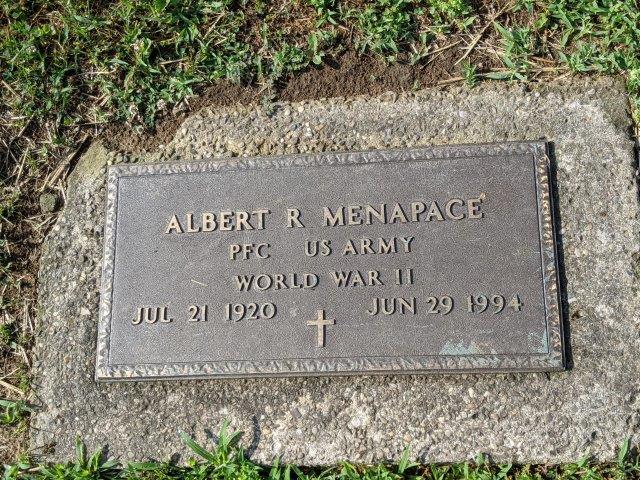 ALBERT R MENAPACE
PFC US ARMY
WORLD WAR II
JUL 21 1920 JUN 29 1994